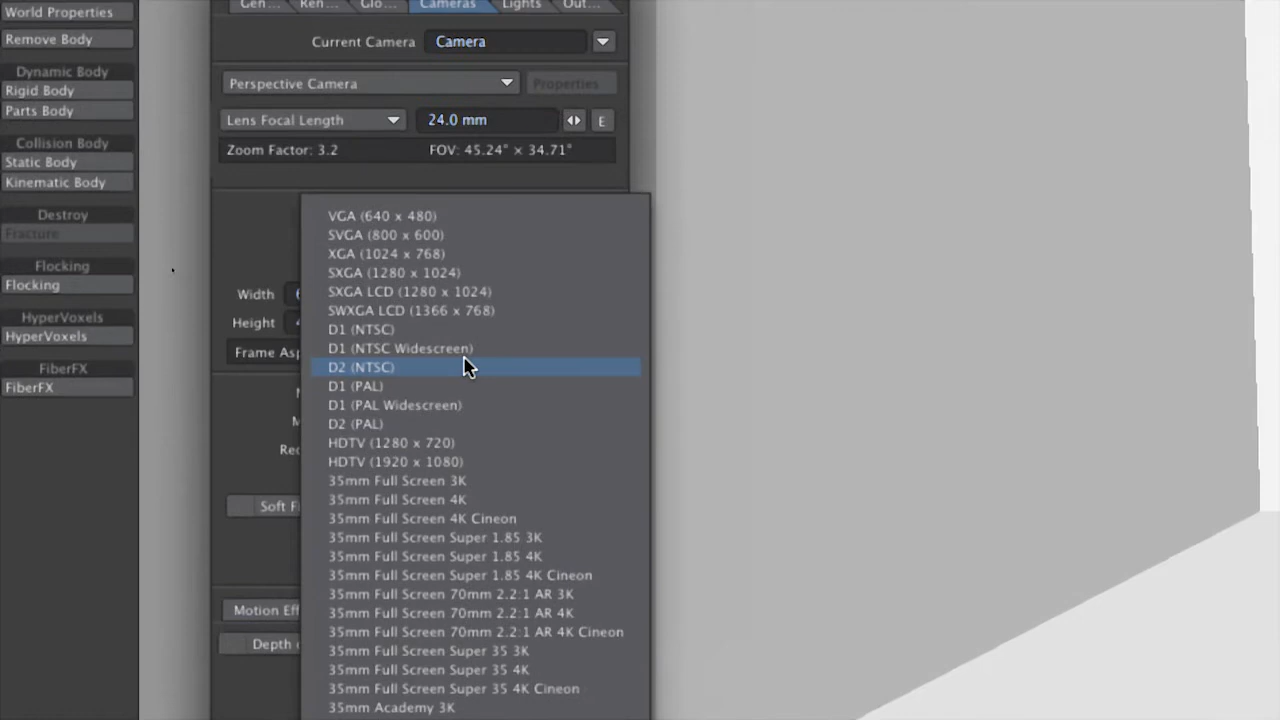 World Properties
Remove Body
Dynamic Body
Rigid Body
Parts Body
Collision Body
Static Body
Kinematic Body
Destroy
Fracture
Flocking
Flocking
HyperVoxels
HyperVoxels
FiberFX
FiberFX
Gen... Ren... Glo... Cameras Lights Out...
Current Camera Camera
Perspective Camera Properties
Lens Focal Length 24.0 mm E
Zoom Factor: 3.2 FOV: 45.24° × 34.71°
Width
Height
Frame Asp
M
M
Rec
Soft F
Motion Eff
Depth
VGA (640 x 480)
SVGA (800 x 600)
XGA (1024 x 768)
SXGA (1280 x 1024)
SXGA LCD (1280 x 1024)
SWXGA LCD (1366 x 768)
D1 (NTSC)
D1 (NTSC Widescreen)
D2 (NTSC)
D1 (PAL)
D1 (PAL Widescreen)
D2 (PAL)
HDTV (1280 x 720)
HDTV (1920 x 1080)
35mm Full Screen 3K
35mm Full Screen 4K
35mm Full Screen 4K Cineon
35mm Full Screen Super 1.85 3K
35mm Full Screen Super 1.85 4K
35mm Full Screen Super 1.85 4K Cineon
35mm Full Screen 70mm 2.2:1 AR 3K
35mm Full Screen 70mm 2.2:1 AR 4K
35mm Full Screen 70mm 2.2:1 AR 4K Cineon
35mm Full Screen Super 35 3K
35mm Full Screen Super 35 4K
35mm Full Screen Super 35 4K Cineon
35mm Academy 3K